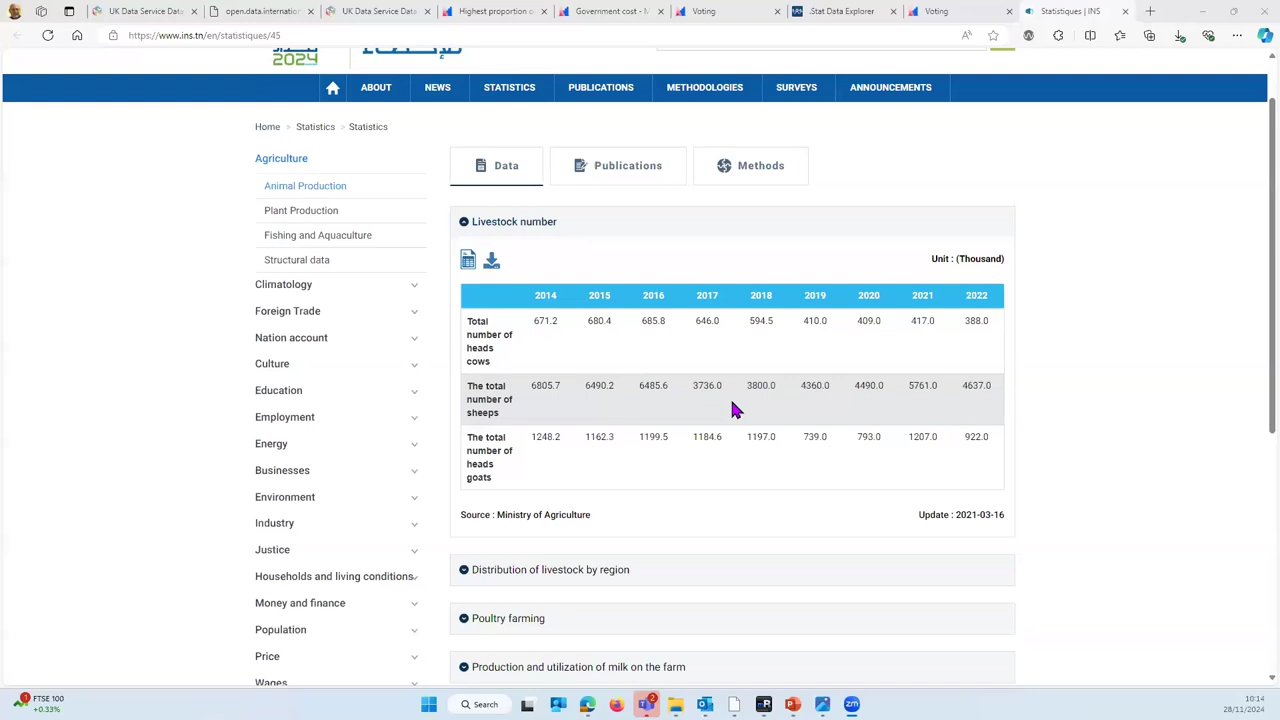 UK Data Service Data
open.datainternatio
UK Data Service Data
Highest proportion o
Government cost - M
Voting
.Stat Data Explorer
Voting
Statistiques | INS
https://www.ins.tn/en/statistiques/45
2024
ABOUT NEWS STATISTICS PUBLICATIONS METHODOLOGIES SURVEYS ANNOUNCEMENTS
Home > Statistics > Statistics
Agriculture
Animal Production
Plant Production
Fishing and Aquaculture
Structural data
Climatology
Foreign Trade
Nation account
Culture
Education
Employment
Energy
Businesses
Environment
Industry
Justice
Households and living conditions
Money and finance
Population
Price
Wages
Data Publications Methods
Livestock number
Unit : (Thousand)
2014 2015 2016 2017 2018 2019 2020 2021 2022
Total 671.2 680.4 685.8 646.0 594.5 410.0 409.0 417.0 388.0
number of
heads
cows
The total 6805.7 6490.2 6485.6 3736.0 3800.0 4360.0 4490.0 5761.0 4637.0
number of
sheeps
The total 1248.2 1162.3 1199.5 1184.6 1197.0 739.0 793.0 1207.0 922.0
number of
heads
goats
Source : Ministry of Agriculture Update : 2021-03-16
Distribution of livestock by region
Poultry farming
Production and utilization of milk on the farm
1
FTSE 100
+0.33%
Search
2
zm
10:14
28/11/2024